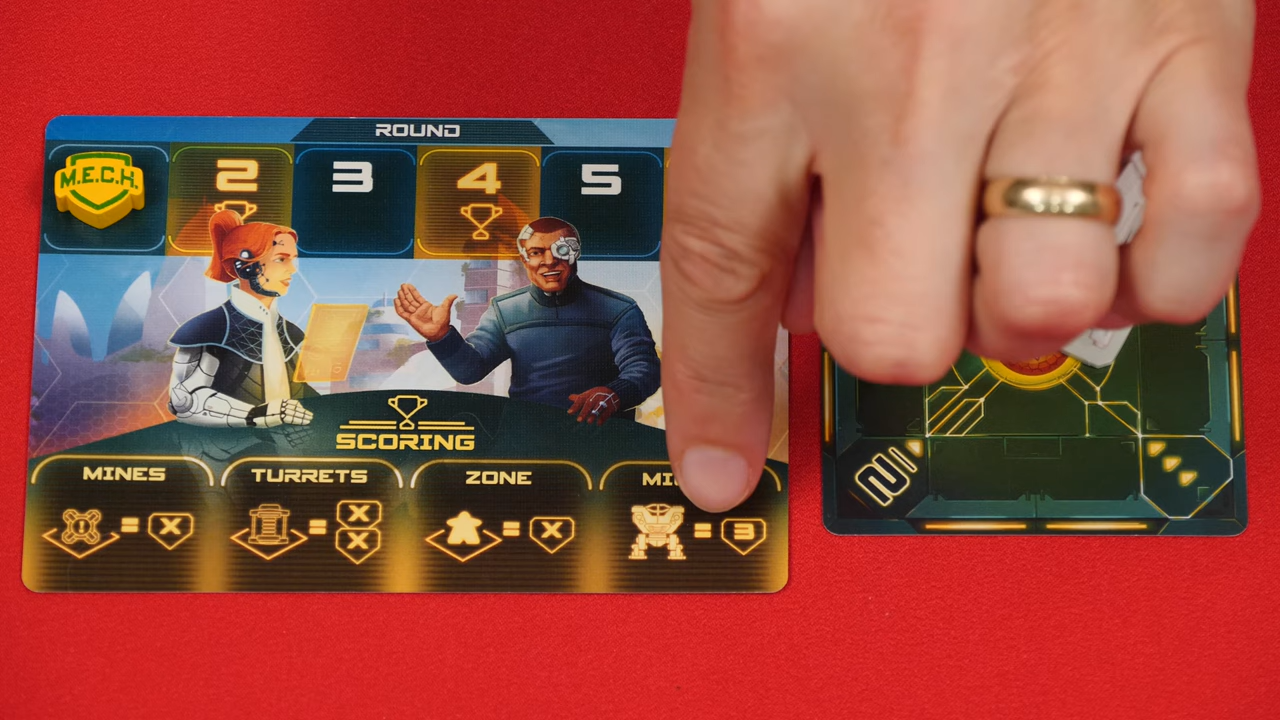 ROUND
M.E.C.H.
2 3 4 5
SCORING
MINES TURRETS ZONE
= X = X X = X = 3